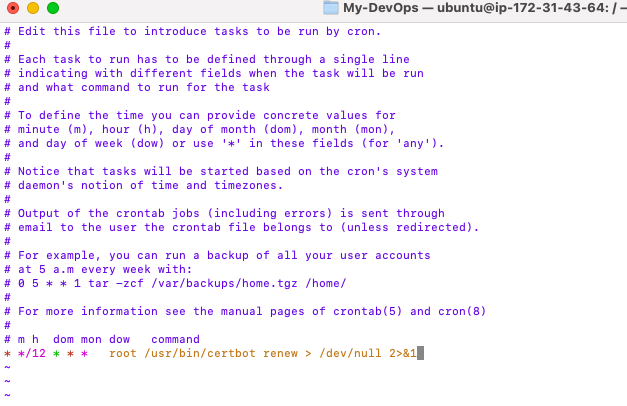 My-DevOps — ubuntu@ip-172-31-43-64: / –
# Edit this file to introduce tasks to be run by cron.
#
# Each task to run has to be defined through a single line
# indicating with different fields when the task will be run
# and what command to run for the task
#
# To define the time you can provide concrete values for
# minute (m), hour (h), day of month (dom), month (mon),
# and day of week (dow) or use '*' in these fields (for 'any').
#
# Notice that tasks will be started based on the cron's system
# daemon's notion of time and timezones.
#
# Output of the crontab jobs (including errors) is sent through
# email to the user the crontab file belongs to (unless redirected).
#
# For example, you can run a backup of all your user accounts
# at 5 a.m every week with:
# 0 5 * * 1 tar -zcf /var/backups/home.tgz /home/
#
# For more information see the manual pages of crontab(5) and cron(8)
#
# m h  dom mon dow   command
* */12 * * *   root /usr/bin/certbot renew > /dev/null 2>&1
~
~
~